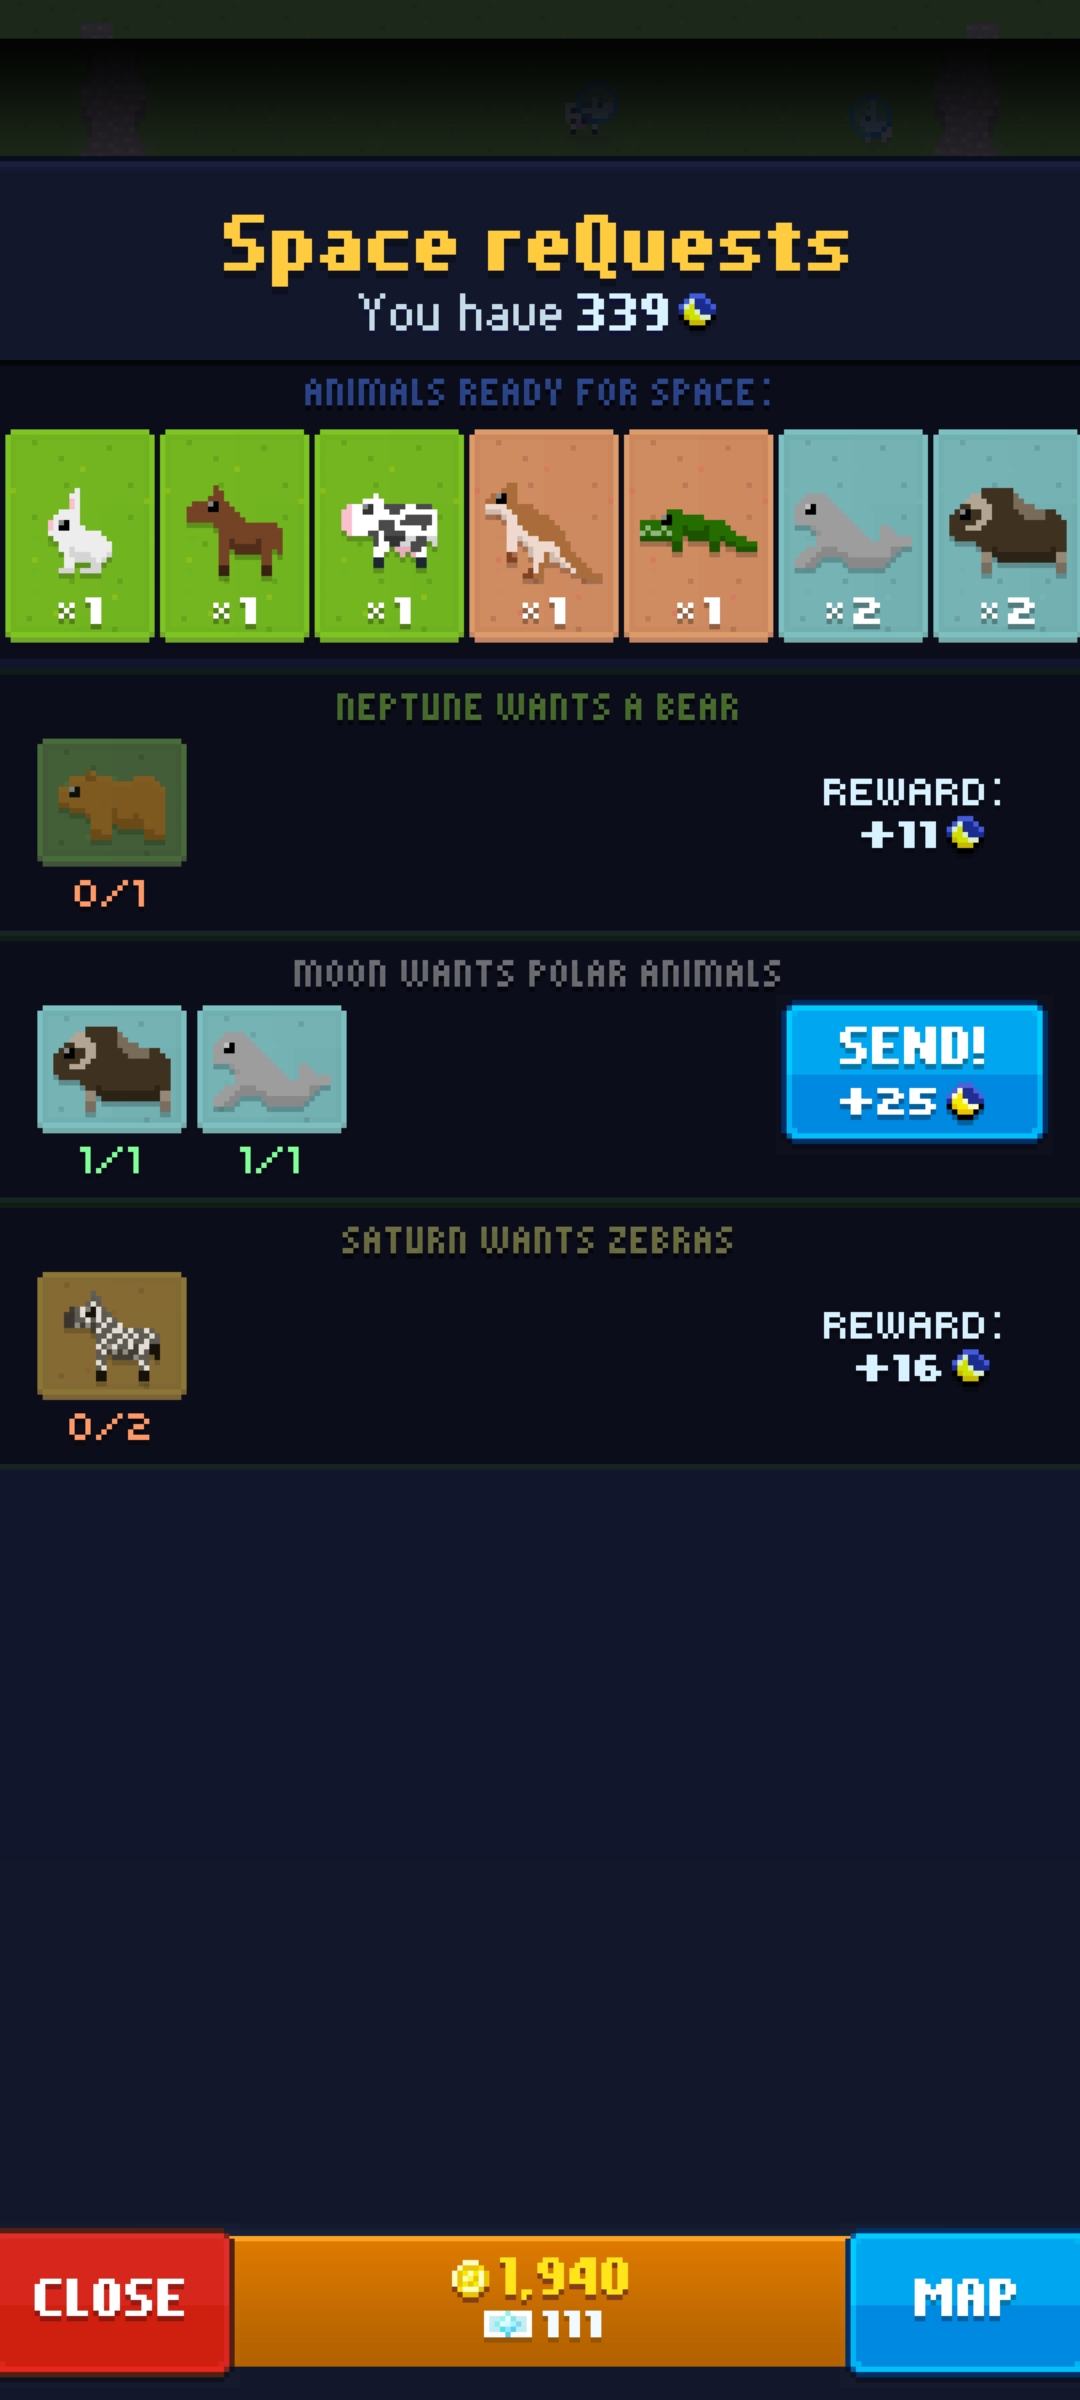 Space reQuests
You have 339
ANIMALS READY FOR SPACE:
×1 ×1 ×1 ×1 ×1 ×2 ×2
NEPTUNE WANTS A BEAR
REWARD:
+11
0/1
MOON WANTS POLAR ANIMALS
SEND!
+25
1/1 1/1
SATURN WANTS ZEBRAS
REWARD:
+16
0/2
CLOSE
1,940
111
MAP